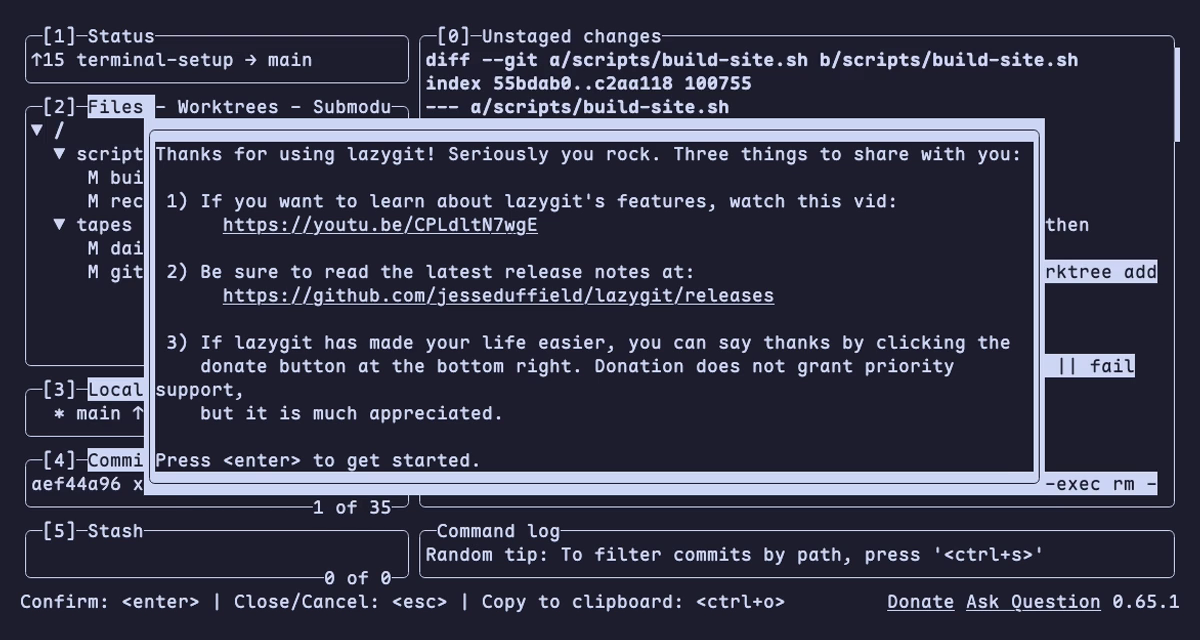 [1]─Status
↑15 terminal-setup → main
[0]─Unstaged changes
diff --git a/scripts/build-site.sh b/scripts/build-site.sh
index 55bdab0..c2aa118 100755
--- a/scripts/build-site.sh
[2]─Files - Worktrees - Submodu
▼ /
▼ script
M bui
M rec
▼ tapes
M dai
M git
then
rktree add
|| fail
-exec rm -
Thanks for using lazygit! Seriously you rock. Three things to share with you:
1) If you want to learn about lazygit's features, watch this vid:
https://youtu.be/CPLdltN7wgE
2) Be sure to read the latest release notes at:
https://github.com/jesseduffield/lazygit/releases
3) If lazygit has made your life easier, you can say thanks by clicking the
donate button at the bottom right. Donation does not grant priority
support,
but it is much appreciated.
Press <enter> to get started.
[3]─Local
* main ↑
[4]─Commi
aef44a96 x
1 of 35
[5]─Stash
0 of 0
Command log
Random tip: To filter commits by path, press '<ctrl+s>'
Confirm: <enter> | Close/Cancel: <esc> | Copy to clipboard: <ctrl+o>
Donate Ask Question 0.65.1